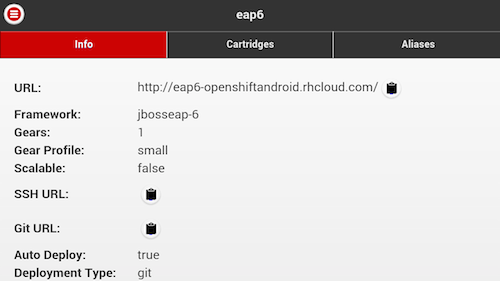 eap6
Info Cartridges Aliases
URL: http://eap6-openshiftandroid.rhcloud.com/
Framework: jbosseap-6
Gears: 1
Gear Profile: small
Scalable: false
SSH URL:
Git URL:
Auto Deploy: true
Deployment Type: git